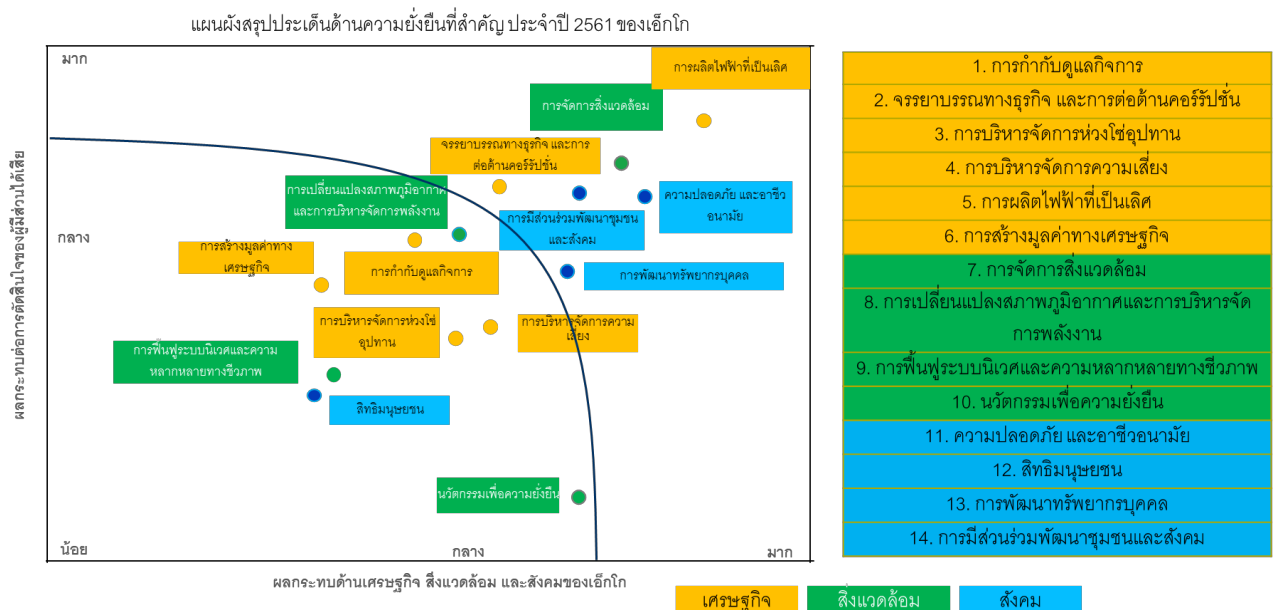 แผนผังสรุปประเด็นด้านความยั่งยืนที่สำคัญ ประจำปี 2561 ของเอ็กโก
มาก
การผลิตไฟฟ้าที่เป็นเลิศ
การจัดการสิ่งแวดล้อม
จรรยาบรรณทางธุรกิจ และการ
ต่อต้านคอร์รัปชั่น
การเปลี่ยนแปลงสภาพภูมิอากาศ
และการบริหารจัดการพลังงาน
ความปลอดภัย และอาชีว
อนามัย
การมีส่วนร่วมพัฒนาชุมชน
และสังคม
กลาง
การสร้างมูลค่าทาง
เศรษฐกิจ
การกำกับดูแลกิจการ
การพัฒนาทรัพยากรบุคคล
การบริหารจัดการห่วงโซ่
อุปทาน
การบริหารจัดการความ
เสี่ยง
การฟื้นฟูระบบนิเวศและความ
หลากหลายทางชีวภาพ
สิทธิมนุษยชน
นวัตกรรมเพื่อความยั่งยืน
น้อย
กลาง
มาก
ผลกระทบต่อการตัดสินใจของผู้มีส่วนได้เสีย
ผลกระทบด้านเศรษฐกิจ สิ่งแวดล้อม และสังคมของเอ็กโก
1. การกำกับดูแลกิจการ
2. จรรยาบรรณทางธุรกิจ และการต่อต้านคอร์รัปชั่น
3. การบริหารจัดการห่วงโซ่อุปทาน
4. การบริหารจัดการความเสี่ยง
5. การผลิตไฟฟ้าที่เป็นเลิศ
6. การสร้างมูลค่าทางเศรษฐกิจ
7. การจัดการสิ่งแวดล้อม
8. การเปลี่ยนแปลงสภาพภูมิอากาศและการบริหารจัด
การพลังงาน
9. การฟื้นฟูระบบนิเวศและความหลากหลายทางชีวภาพ
10. นวัตกรรมเพื่อความยั่งยืน
11. ความปลอดภัย และอาชีวอนามัย
12. สิทธิมนุษยชน
13. การพัฒนาทรัพยากรบุคคล
14. การมีส่วนร่วมพัฒนาชุมชนและสังคม
เศรษฐกิจ
สิ่งแวดล้อม
สังคม